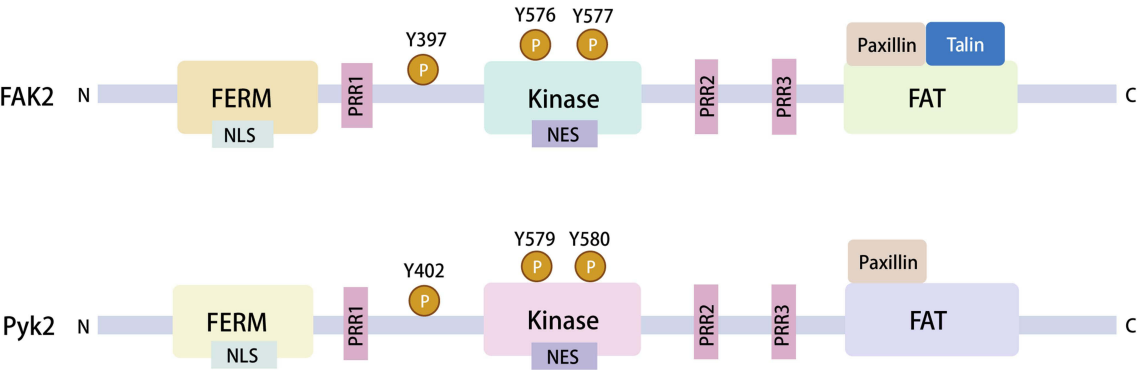 Y576 Y577
Y397 P P Paxillin Talin
P
FAK2 N FERM PRR1 Kinase PRR2 PRR3 FAT C
NLS NES
Y579 Y580
Y402 P P Paxillin
P
Pyk2 N FERM PRR1 Kinase PRR2 PRR3 FAT C
NLS NES